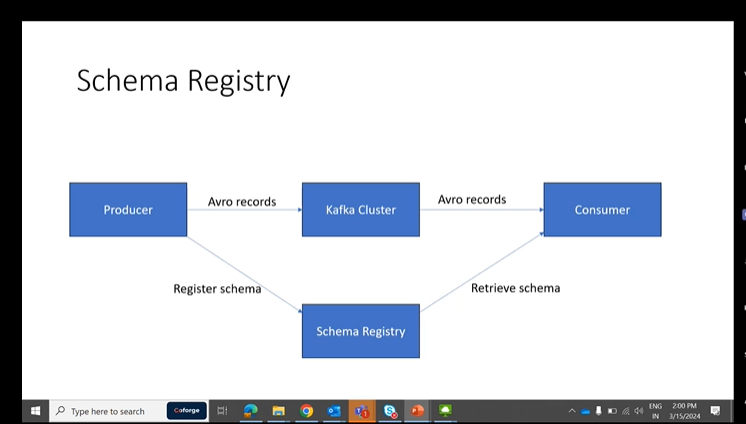 Schema Registry
Producer
Avro records
Kafka Cluster
Avro records
Consumer
Register schema
Retrieve schema
Schema Registry
Type here to search
Coforge
ENG
IN
2:00 PM
3/15/2024